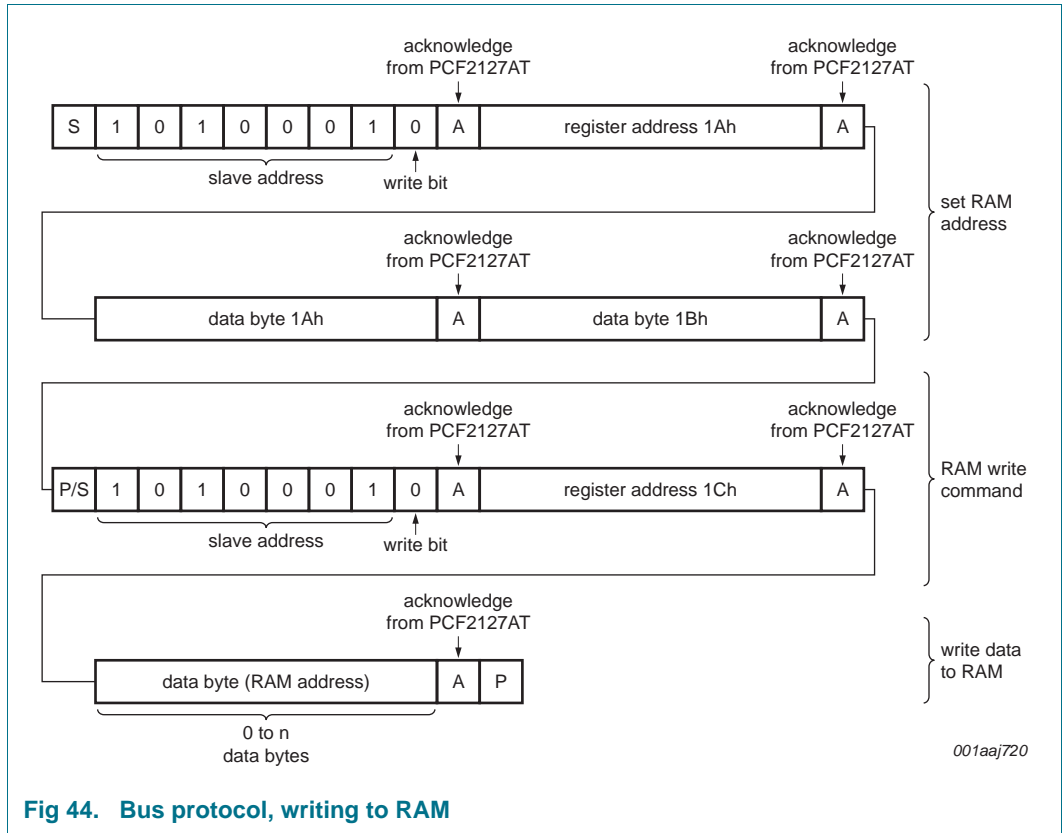 acknowledge
from PCF2127AT
acknowledge
from PCF2127AT
S 1 0 1 0 0 0 1 0 A register address 1Ah A
slave address
write bit
set RAM
address
acknowledge
from PCF2127AT
acknowledge
from PCF2127AT
data byte 1Ah A data byte 1Bh A
acknowledge
from PCF2127AT
acknowledge
from PCF2127AT
P/S 1 0 1 0 0 0 1 0 A register address 1Ch A
slave address
write bit
RAM write
command
acknowledge
from PCF2127AT
data byte (RAM address) A P
write data
to RAM
0 to n
data bytes
001aaj720
Fig 44. Bus protocol, writing to RAM